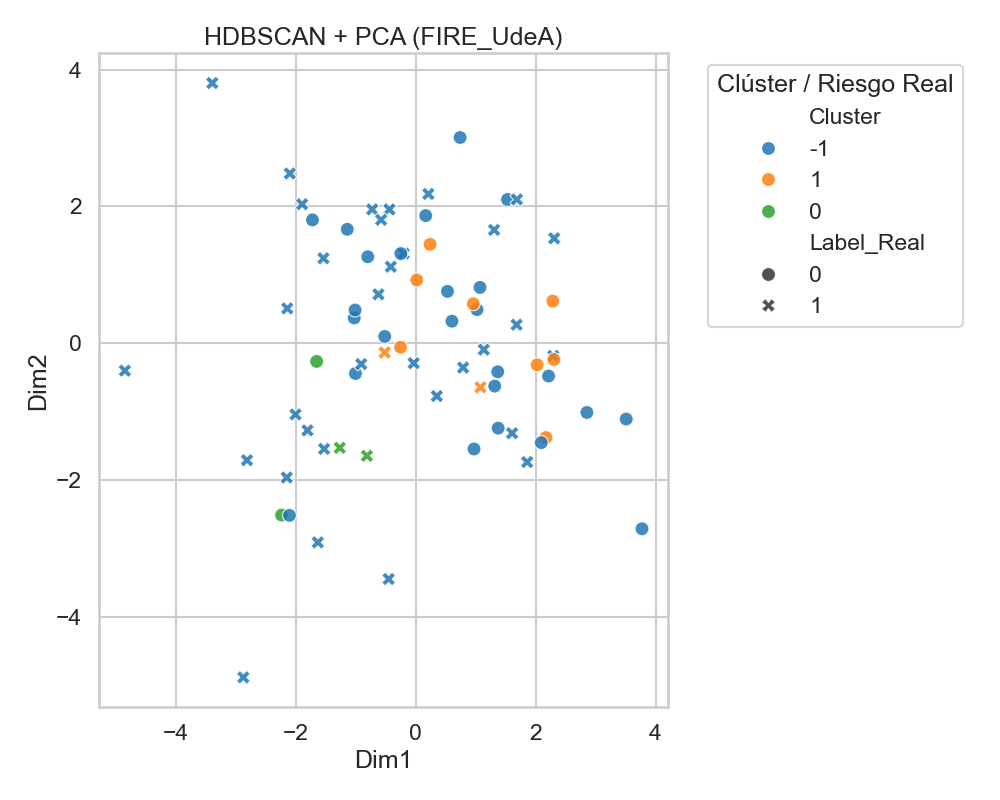 HDBSCAN + PCA (FIRE_UdeA)
Clúster / Riesgo Real
Cluster
-1
1
0
Label_Real
0
1
4
2
0
−2
−4
Dim2
−4
−2
0
2
4
Dim1